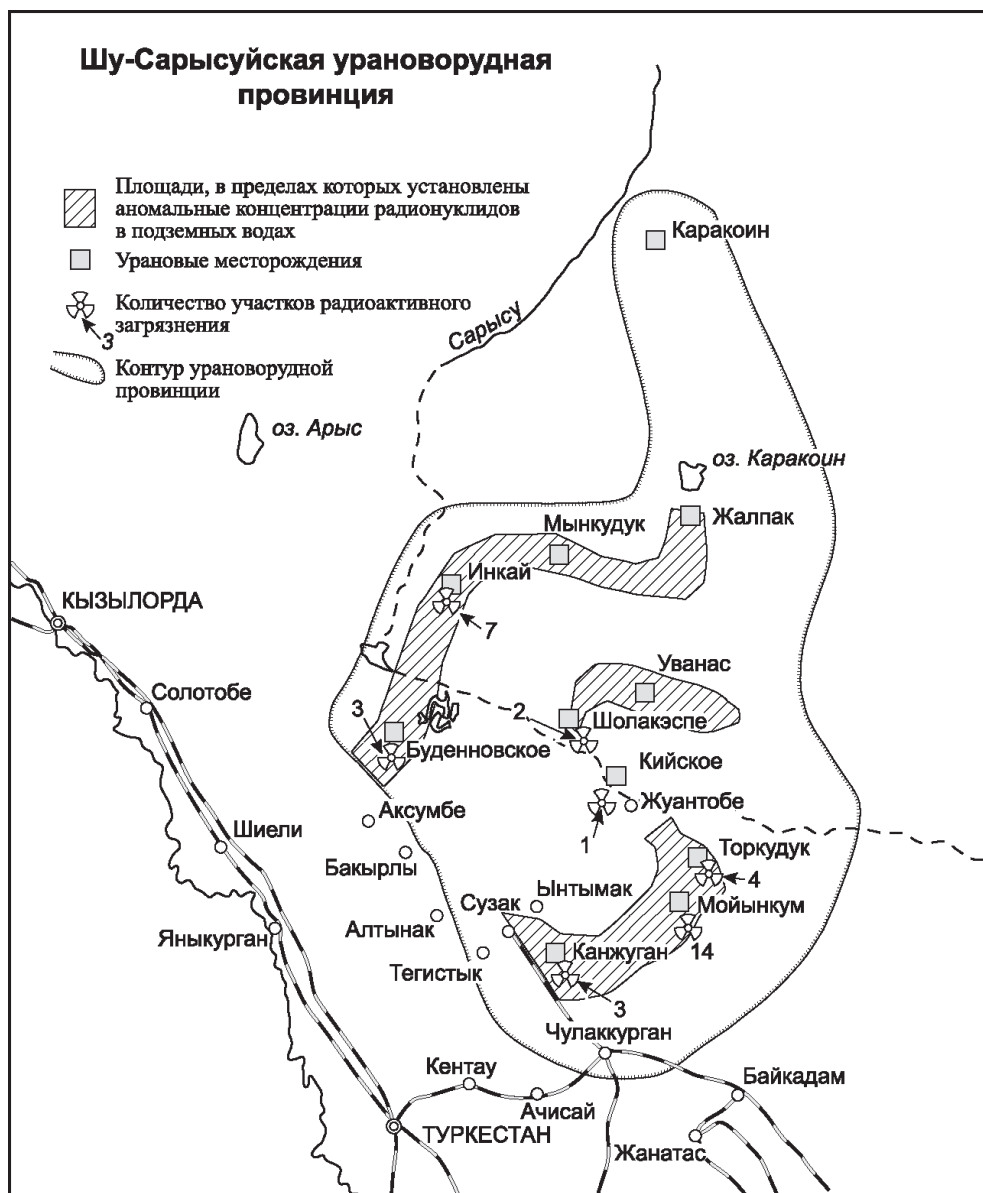 Шу-Сарысуйская урановорудная
провинция
Площади, в пределах которых установлены
аномальные концентрации радионуклидов
в подземных водах
Урановые месторождения
Количество участков радиоактивного
загрязнения
3
Контур урановорудной
провинции
Каракоин
Сарысу
оз. Арыс
оз. Каракоин
Жалпак
Мынкудук
Инкай
7
КЫЗЫЛОРДА
Солотобе
Уванас
3
2
Шолакэспе
Буденновское
Кийское
Жуантобе
Аксумбе
1
Шиели
Бакырлы
Торкудук
4
Ынтымак
Сузак
Мойынкум
Алтынак
Яныкурган
14
Канжуган
Тегистык
3
Чулаккурган
Кентау
Байкадам
Ачисай
ТУРКЕСТАН
Жанатас